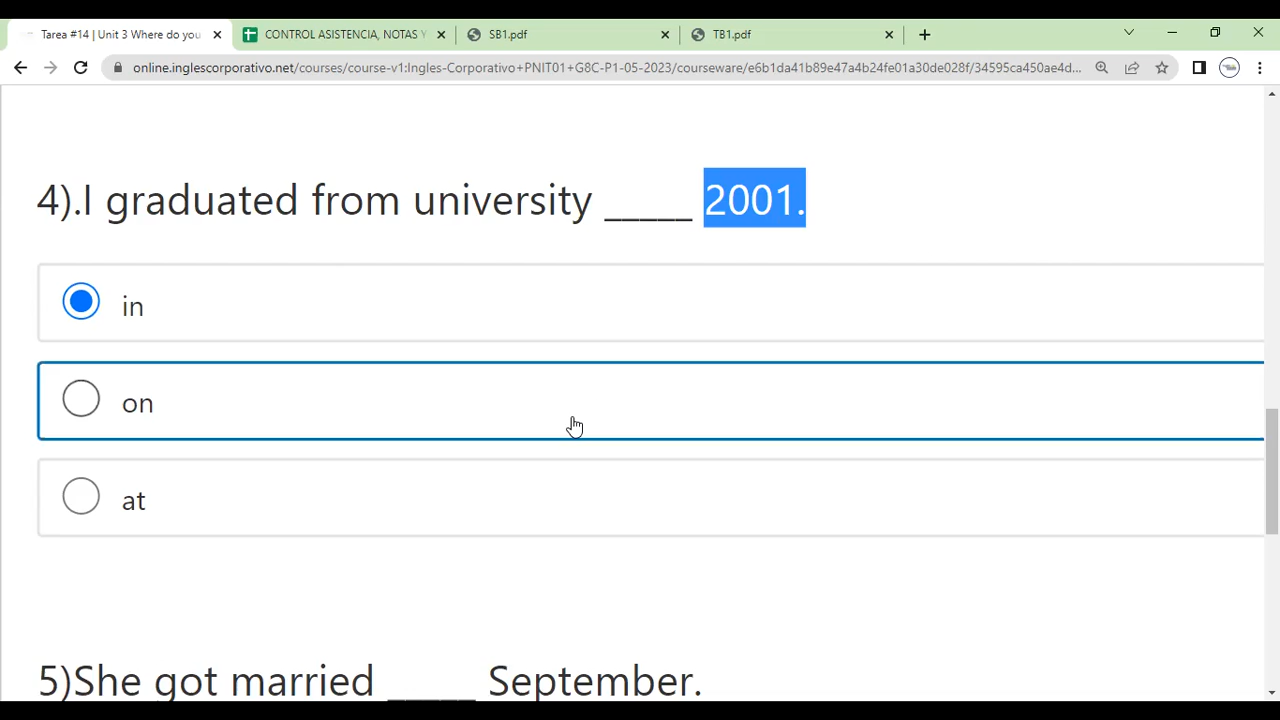 Tarea #14 | Unit 3 Where do you
CONTROL ASISTENCIA, NOTAS Y
SB1.pdf
TB1.pdf
online.inglescorporativo.net/courses/course-v1:Ingles-Corporativo+PNIT01+G8C-P1-05-2023/courseware/e6b1da41b89e47a4b24fe01a30de028f/34595ca450ae4d...
4).I graduated from university _____ 2001.
in
on
at
5)She got married _____ September.